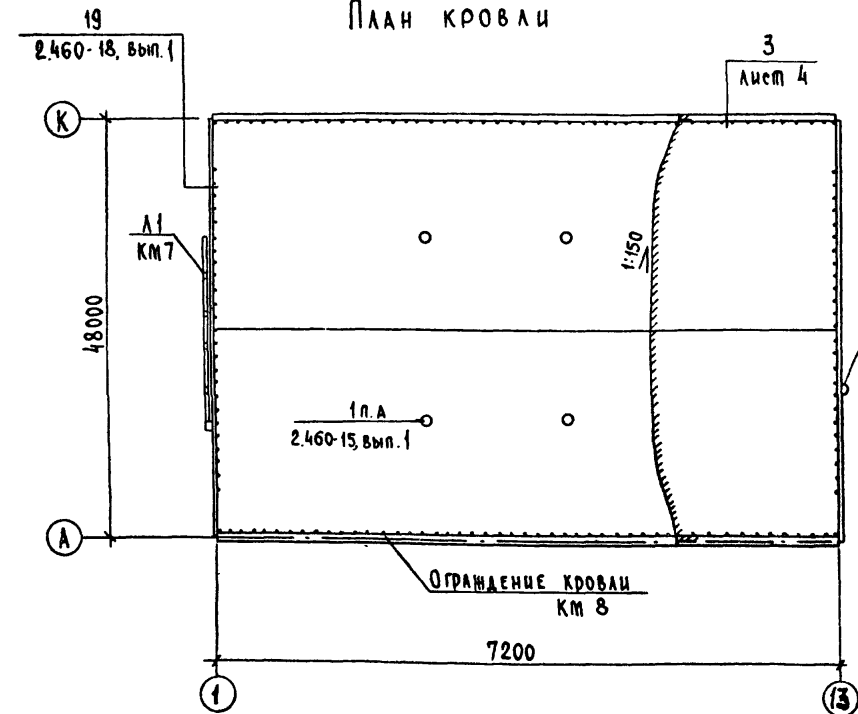 План кровли
19
2.460-18, вып.1
3
лист 4
К
Л1
КМ7
1:150
48000
1п.А
2.460-15, вып.1
А
Ограждение кровли
КМ 8
7200
1
13